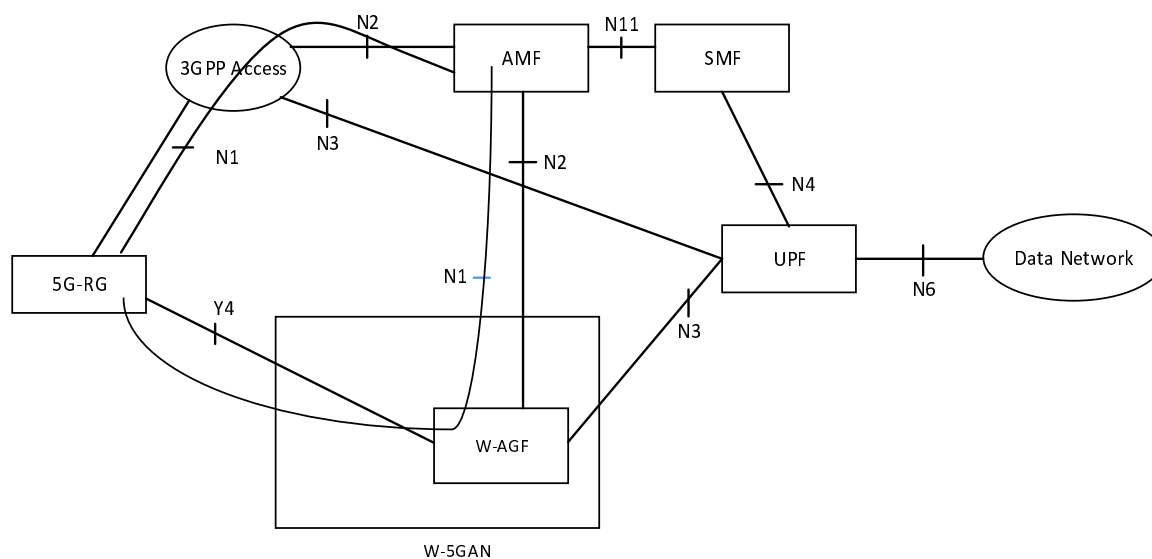 N2
N11
3GPP Access
AMF
SMF
N3
N1
N2
N4
5G-RG
N1
UPF
Data Network
N6
Y4
N3
W-AGF
W-5GAN